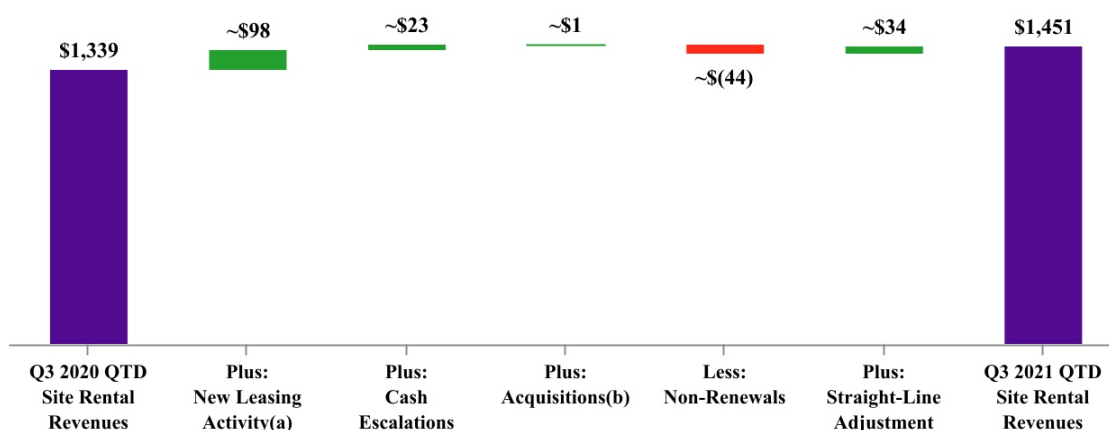 $1,339
~$98
~$23
~$1
~$(44)
~$34
$1,451
Q3 2020 QTD
Site Rental
Revenues
Plus:
New Leasing
Activity(a)
Plus:
Cash
Escalations
Plus:
Acquisitions(b)
Less:
Non-Renewals
Plus:
Straight-Line
Adjustment
Q3 2021 QTD
Site Rental
Revenues